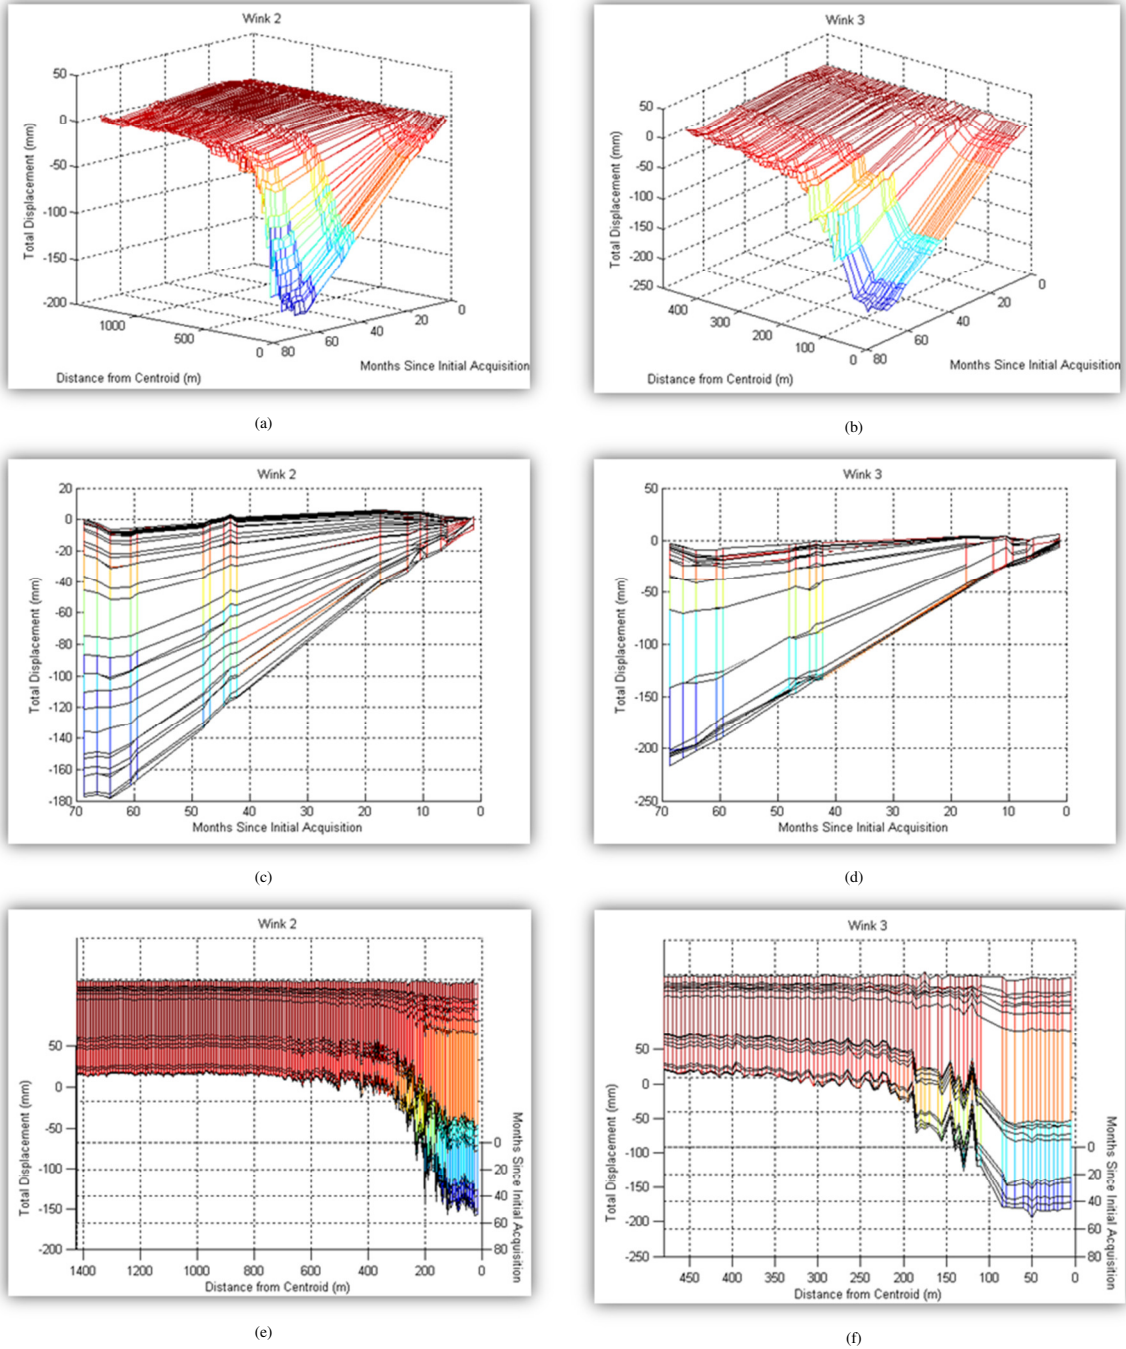 Wink 2
50
0
-50
-100
-150
-200
Total Displacement (mm)
1000
500
0
80
60
40
20
0
Months Since Initial Acquisition
Distance from Centroid (m)
(a)
Wink 3
50
0
-50
-100
-150
-200
-250
Total Displacement (mm)
400
300
200
100
0
80
60
40
20
0
Months Since Initial Acquisition
Distance from Centroid (m)
(b)
Wink 2
20
0
-20
-40
-60
-80
-100
-120
-140
-160
-180
Total Displacement (mm)
70 60 50 40 30 20 10 0
Months Since Initial Acquisition
(c)
Wink 3
50
0
-50
-100
-150
-200
-250
Total Displacement (mm)
70 60 50 40 30 20 10 0
Months Since Initial Acquisition
(d)
Wink 2
50
0
-50
-100
-150
-200
Total Displacement (mm)
0
20
40
60
80
Months Since Initial Acquisition
1400 1200 1000 800 600 400 200 0
Distance from Centroid (m)
(e)
Wink 3
50
0
-50
-100
-150
-200
-250
Total Displacement (mm)
0
20
40
60
80
Months Since Initial Acquisition
450 400 350 300 250 200 150 100 50 0
Distance from Centroid (m)
(f)